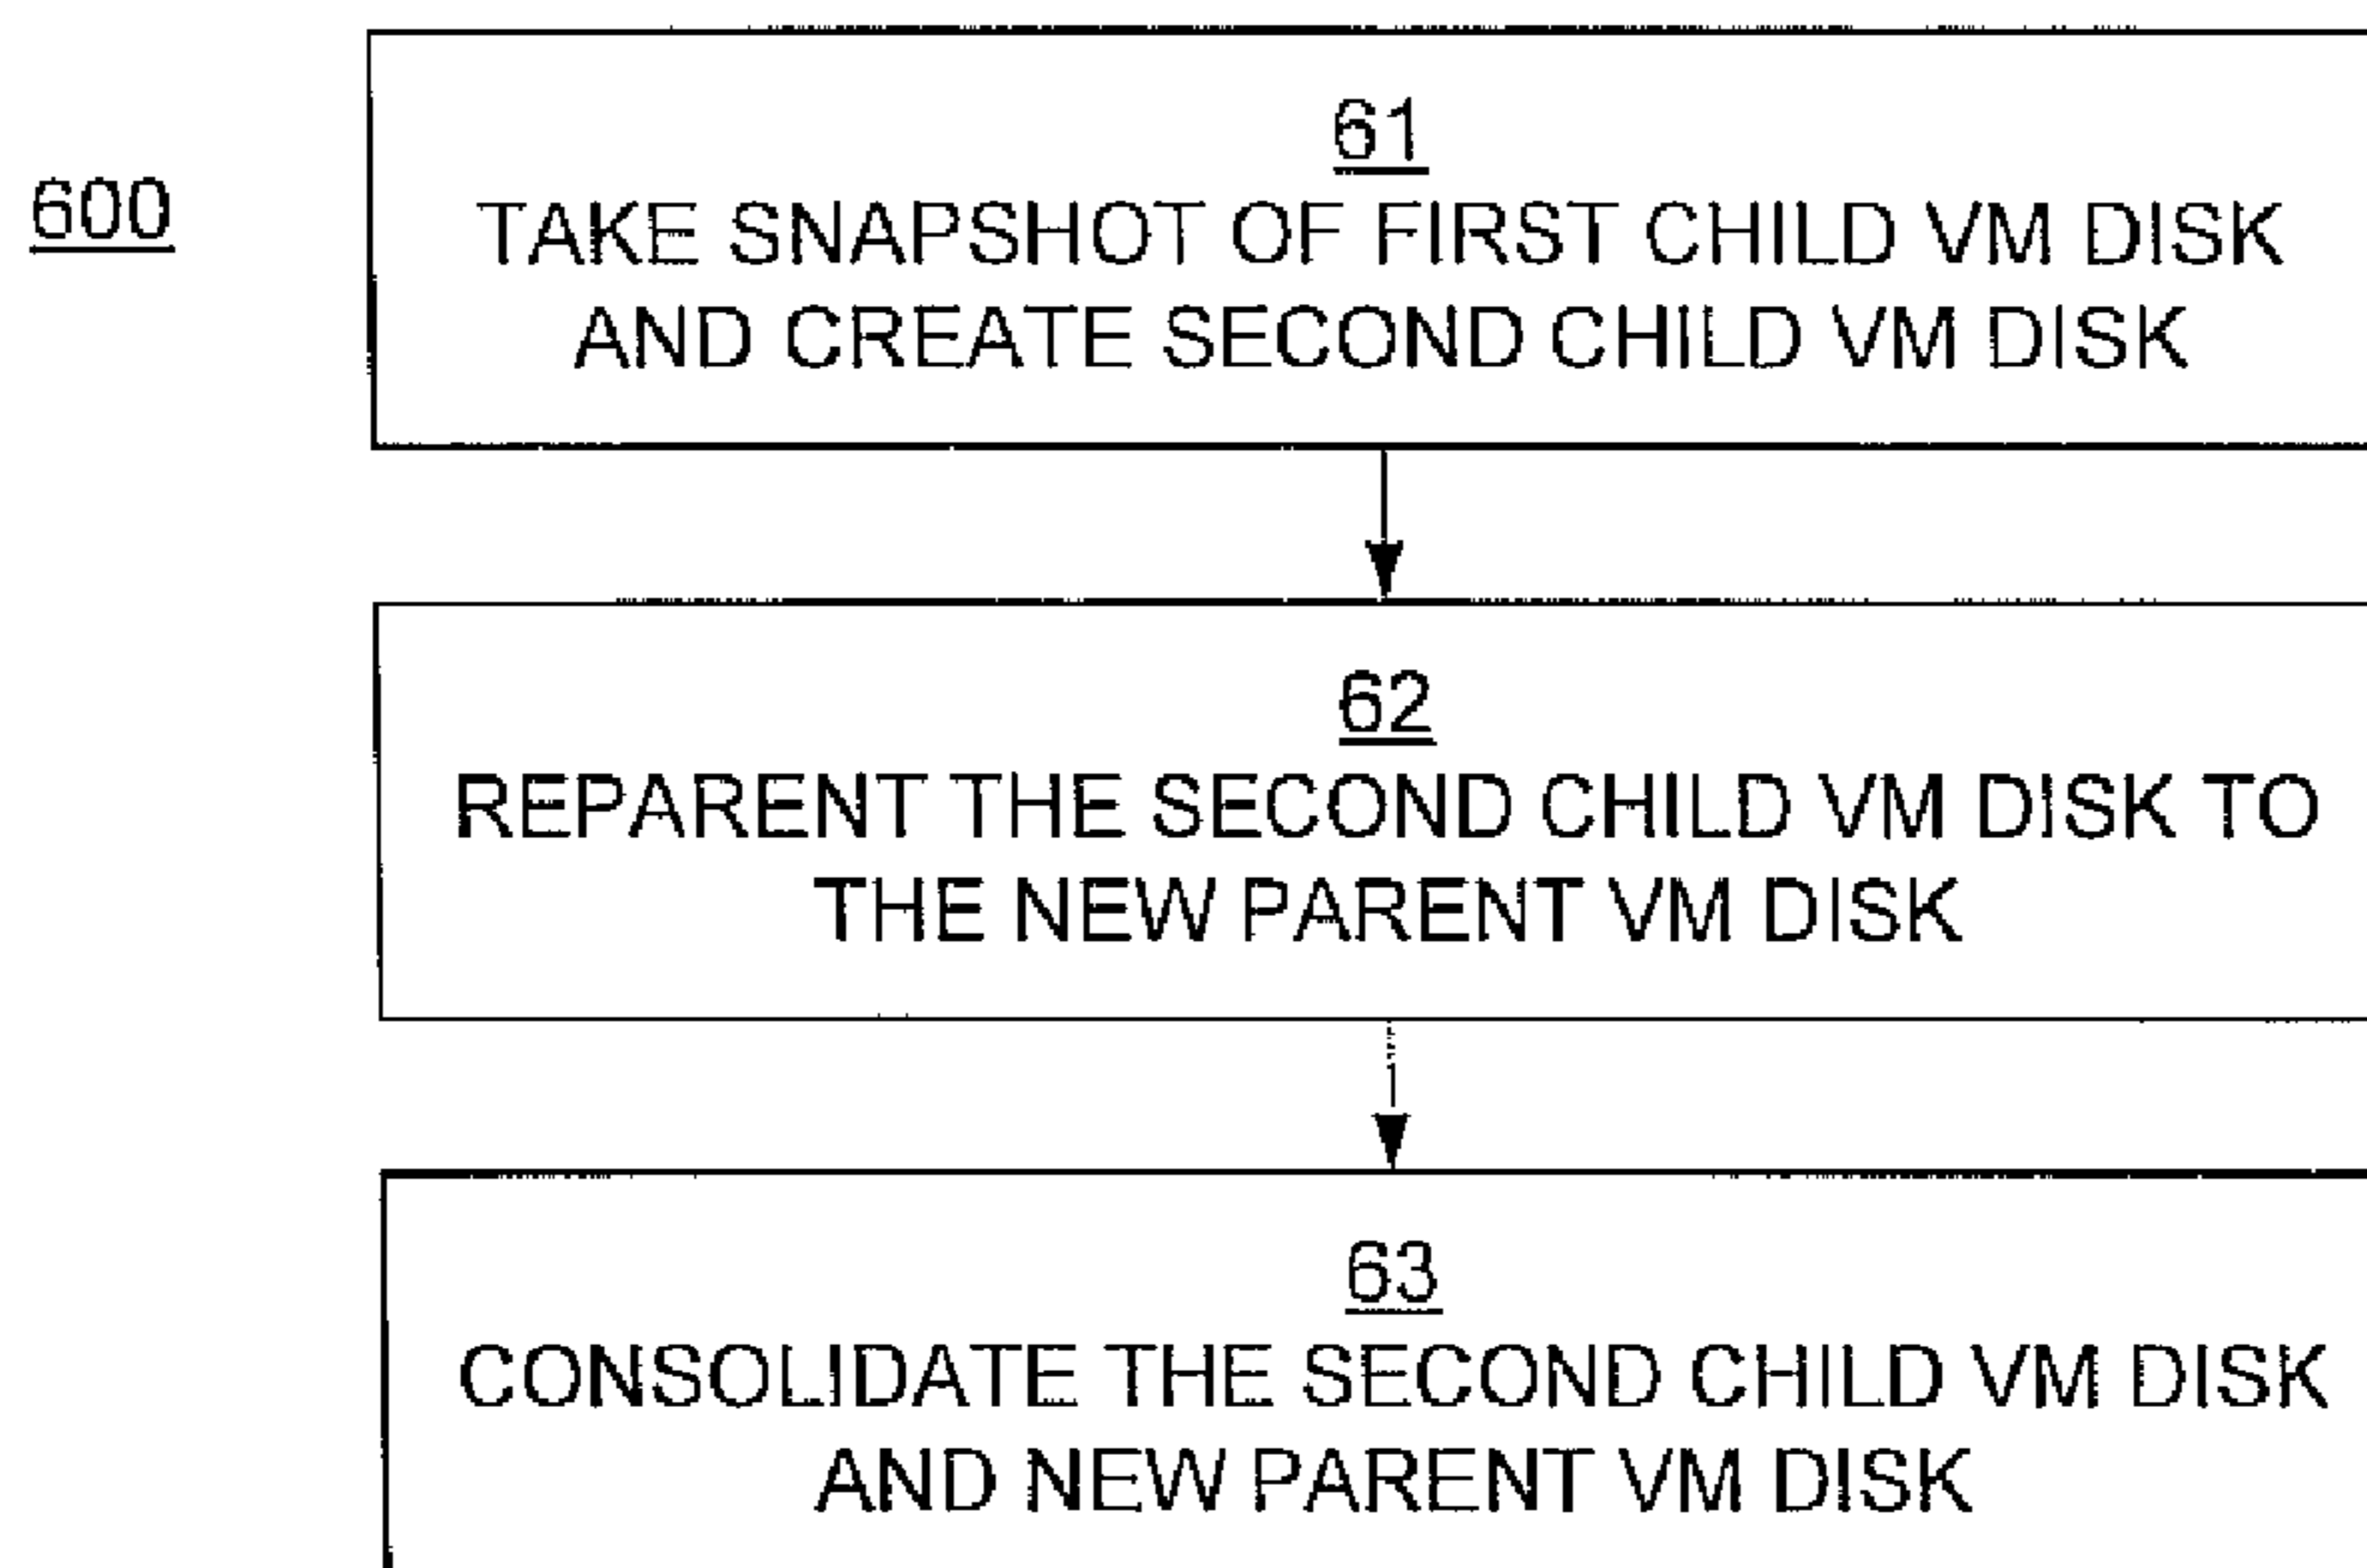 600
61
TAKE SNAPSHOT OF FIRST CHILD VM DISK
AND CREATE SECOND CHILD VM DISK
62
REPARENT THE SECOND CHILD VM DISK TO
THE NEW PARENT VM DISK
63
CONSOLIDATE THE SECOND CHILD VM DISK
AND NEW PARENT VM DISK